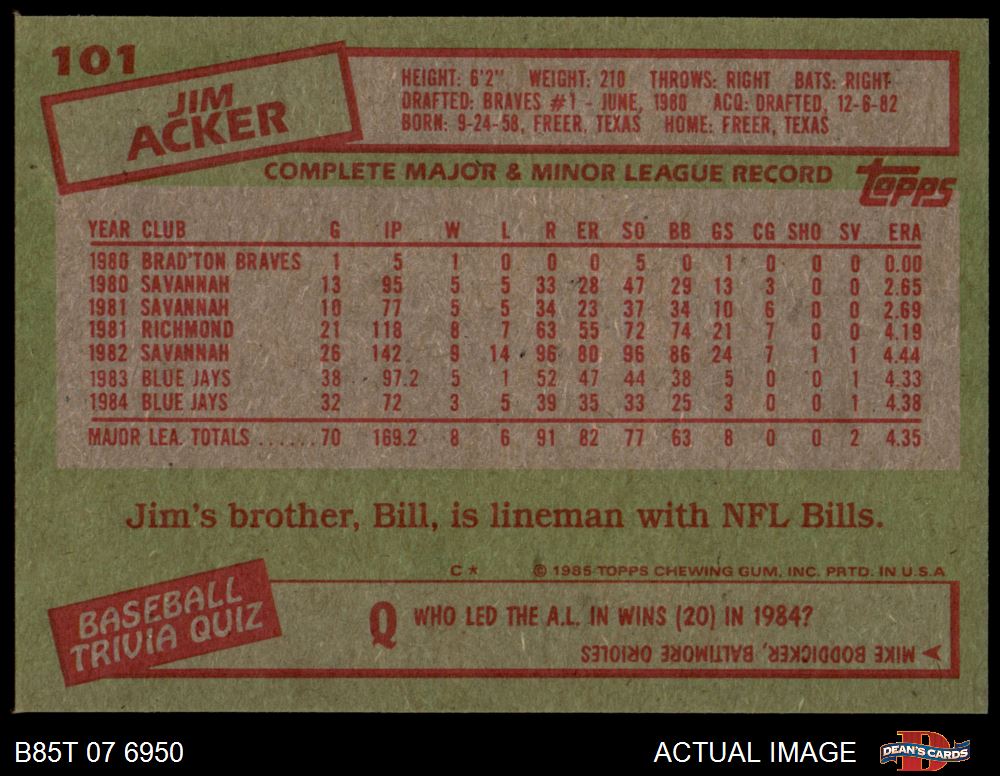 101
JIM
ACKER
HEIGHT: 6'2" WEIGHT: 210 THROWS: RIGHT BATS: RIGHT
DRAFTED: BRAVES #1 - JUNE, 1980 ACQ: DRAFTED, 12-6-82
BORN: 9-24-58, FREER, TEXAS HOME: FREER, TEXAS
COMPLETE MAJOR & MINOR LEAGUE RECORD
topps
YEAR CLUB G IP W L R ER SO BB GS CG SHO SV ERA
1980 BRAD'TON BRAVES 1 5 1 0 0 0 5 0 1 0 0 0 0.00
1980 SAVANNAH 13 95 5 5 33 28 47 29 13 3 0 0 2.65
1981 SAVANNAH 10 77 5 5 34 23 37 34 10 6 0 0 2.69
1981 RICHMOND 21 118 8 7 63 55 72 74 21 7 0 0 4.19
1982 SAVANNAH 26 142 9 14 96 80 96 86 24 7 1 1 4.44
1983 BLUE JAYS 38 97.2 5 1 52 47 44 38 5 0 0 1 4.33
1984 BLUE JAYS 32 72 3 5 39 35 33 25 3 0 0 1 4.38
MAJOR LEA. TOTALS ......70 169.2 8 6 91 82 77 63 8 0 0 2 4.35
Jim's brother, Bill, is lineman with NFL Bills.
C * © 1985 TOPPS CHEWING GUM, INC. PRTD. IN U.S.A
BASEBALL
TRIVIA QUIZ
Q WHO LED THE A.L. IN WINS (20) IN 1984?
MIKE BODDICKER, BALTIMORE ORIOLES
B85T 07 6950
ACTUAL IMAGE
D
DEAN'S CARDS